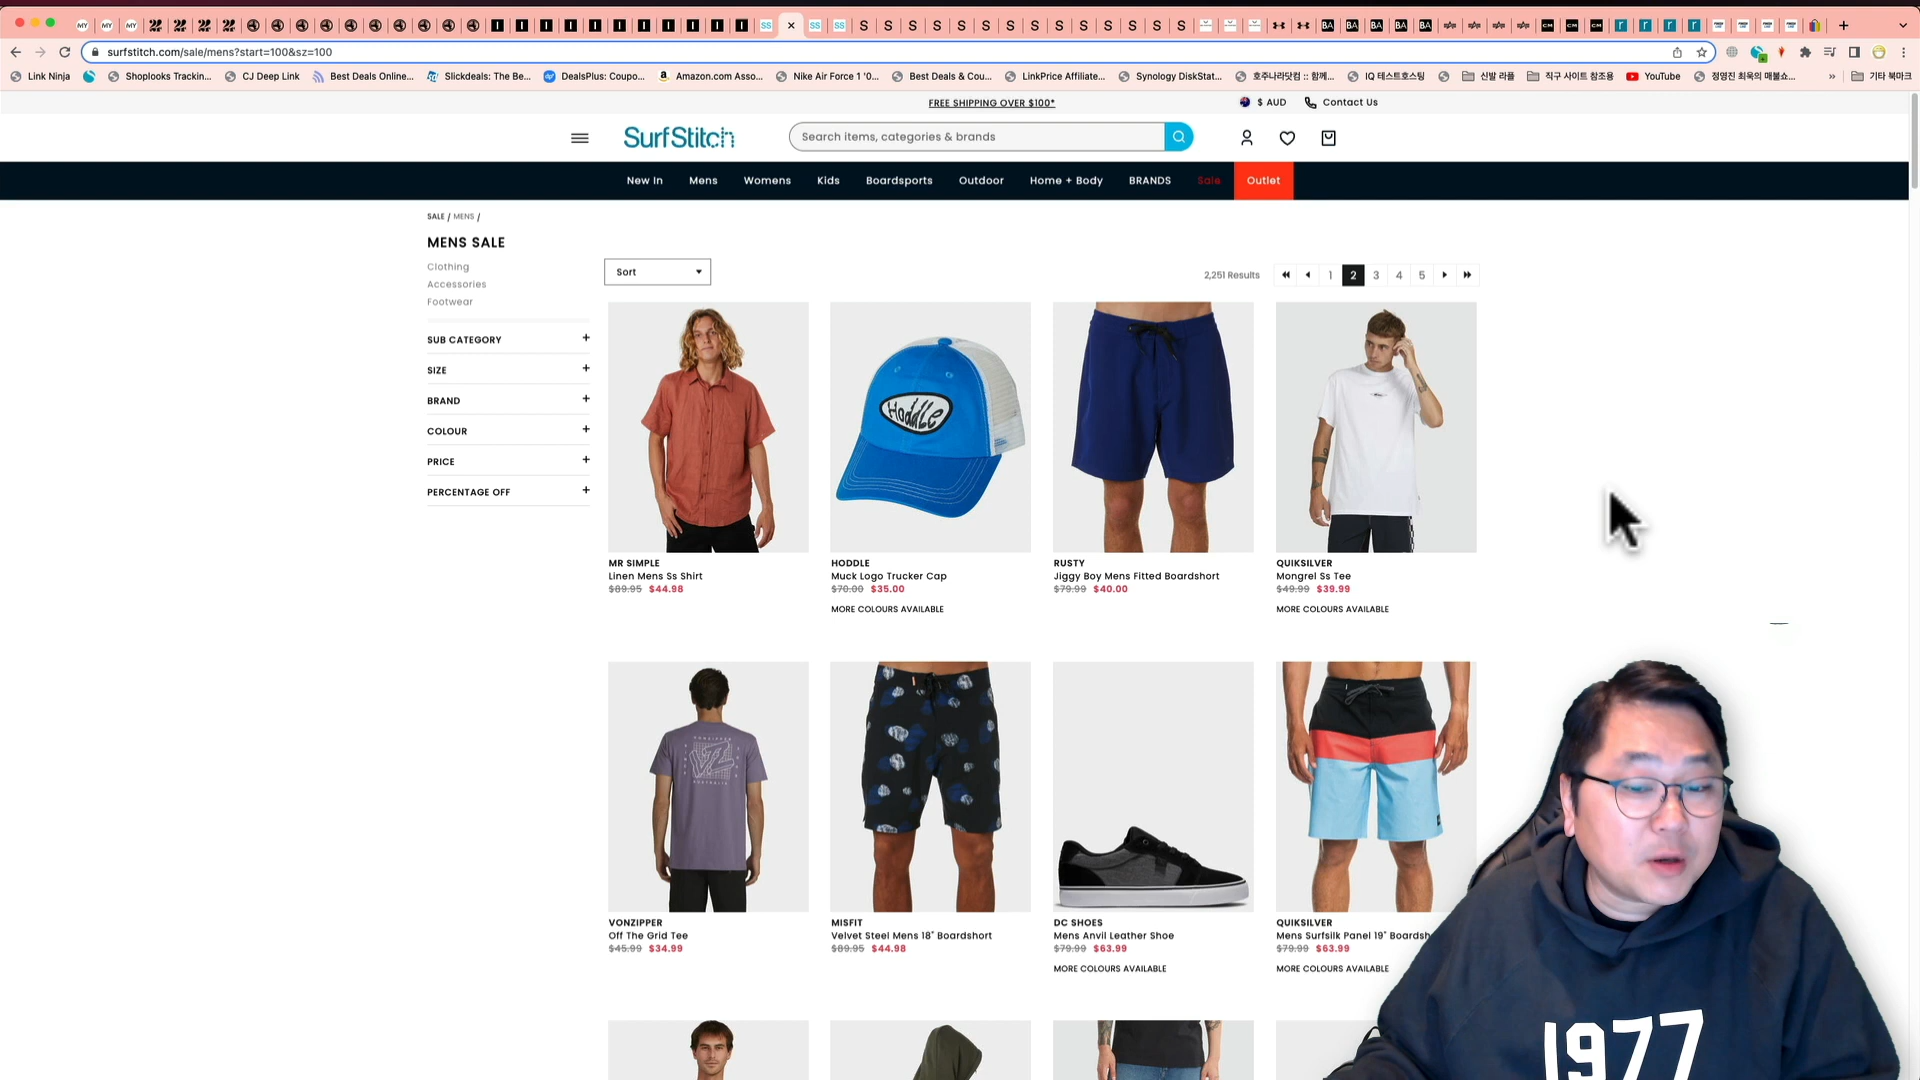 surfstitch.com/sale/mens?start=100&sz=100
Link Ninja
Shoplooks Trackin...
CJ Deep Link
Best Deals Online...
Slickdeals: The Be...
DealsPlus: Coupo...
Amazon.com Asso...
Nike Air Force 1 '0...
Best Deals & Cou...
LinkPrice Affiliate...
Synology DiskStat...
호주나라닷컴 :: 함께...
IQ 테스트호스팅
신발 라플
직구 사이트 참조용
YouTube
정영진 최욱의 매불쇼...
»
기타 북마크
FREE SHIPPING OVER $100*
$ AUD
Contact Us
SurfStitch
Search items, categories & brands
New In
Mens
Womens
Kids
Boardsports
Outdoor
Home + Body
BRANDS
Sale
Outlet
SALE / MENS /
MENS SALE
Clothing
Accessories
Footwear
SUB CATEGORY +
SIZE +
BRAND +
COLOUR +
PRICE +
PERCENTAGE OFF +
Sort
2,251 Results
1 2 3 4 5
MR SIMPLE
Linen Mens Ss Shirt
$89.95 $44.98
HODDLE
Muck Logo Trucker Cap
$70.00 $35.00
MORE COLOURS AVAILABLE
RUSTY
Jiggy Boy Mens Fitted Boardshort
$79.99 $40.00
QUIKSILVER
Mongrel Ss Tee
$49.99 $39.99
MORE COLOURS AVAILABLE
Hoddle
VONZIPPER
Off The Grid Tee
$45.99 $34.99
MISFIT
Velvet Steel Mens 18" Boardshort
$89.95 $44.98
DC SHOES
Mens Anvil Leather Shoe
$79.99 $63.99
MORE COLOURS AVAILABLE
QUIKSILVER
Mens Surfsilk Panel 19" Boardsh
$79.99 $63.99
MORE COLOURS AVAILABLE
1977